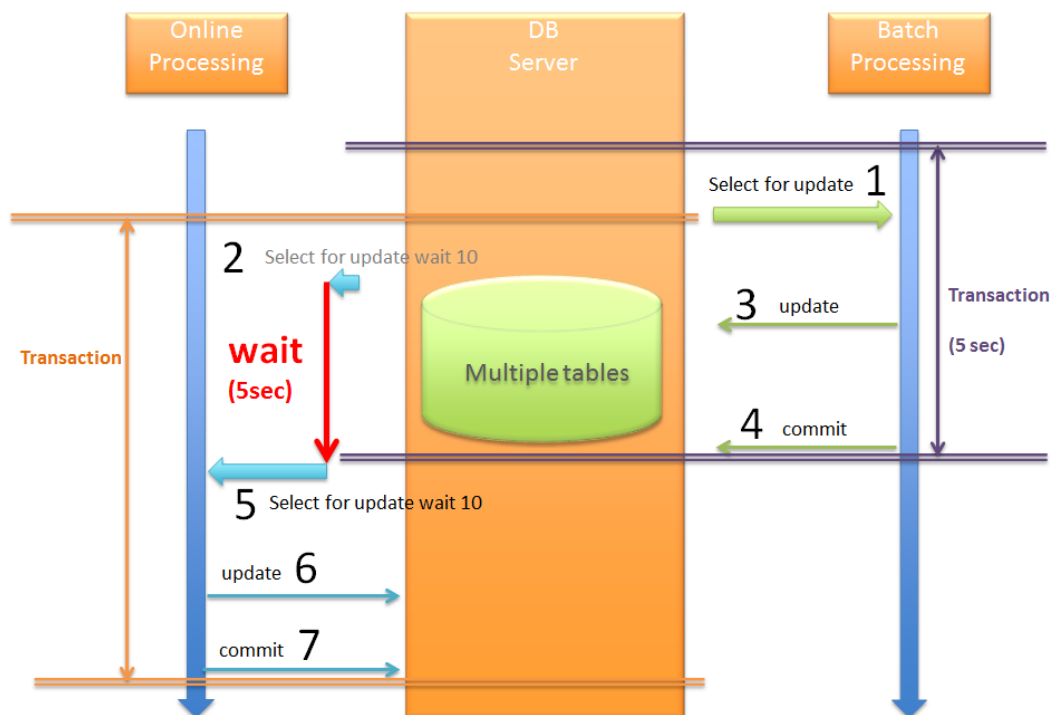 Online
Processing
DB
Server
Batch
Processing
Select for update 1
2 Select for update wait 10
3 update
Transaction
(5 sec)
Transaction
wait
(5sec)
Multiple tables
4 commit
5 Select for update wait 10
update 6
commit 7